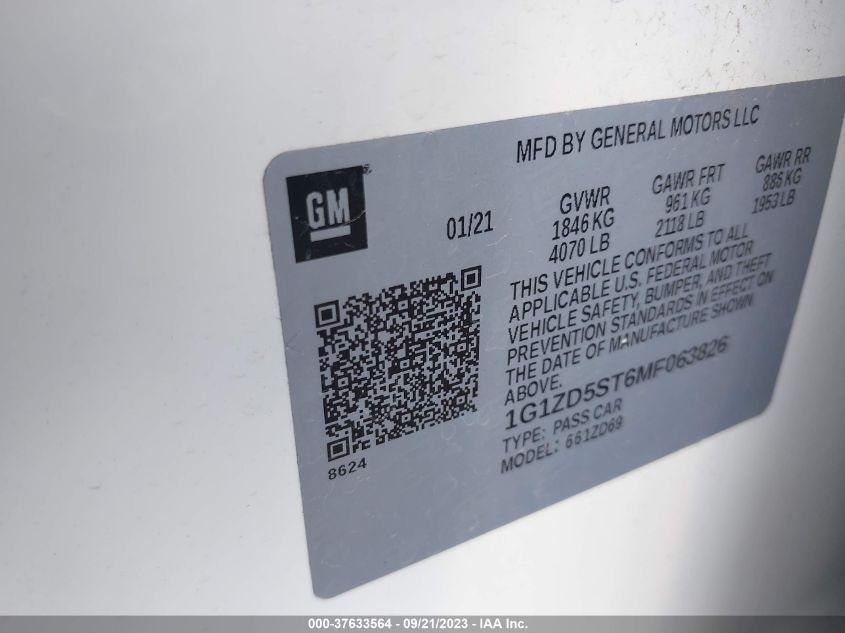 MFD BY GENERAL MOTORS LLC
GM
®
01/21
GVWR
1846 KG
4070 LB
GAWR FRT
961 KG
2118 LB
GAWR RR
886 KG
1953 LB
THIS VEHICLE CONFORMS TO ALL
APPLICABLE U.S. FEDERAL MOTOR
VEHICLE SAFETY, BUMPER, AND THEFT
PREVENTION STANDARDS IN EFFECT ON
THE DATE OF MANUFACTURE SHOWN
ABOVE.
1G1ZD5ST6MF063826
TYPE: PASS CAR
MODEL: 661ZD69
8624
000-37633564 - 09/21/2023 - IAA Inc.